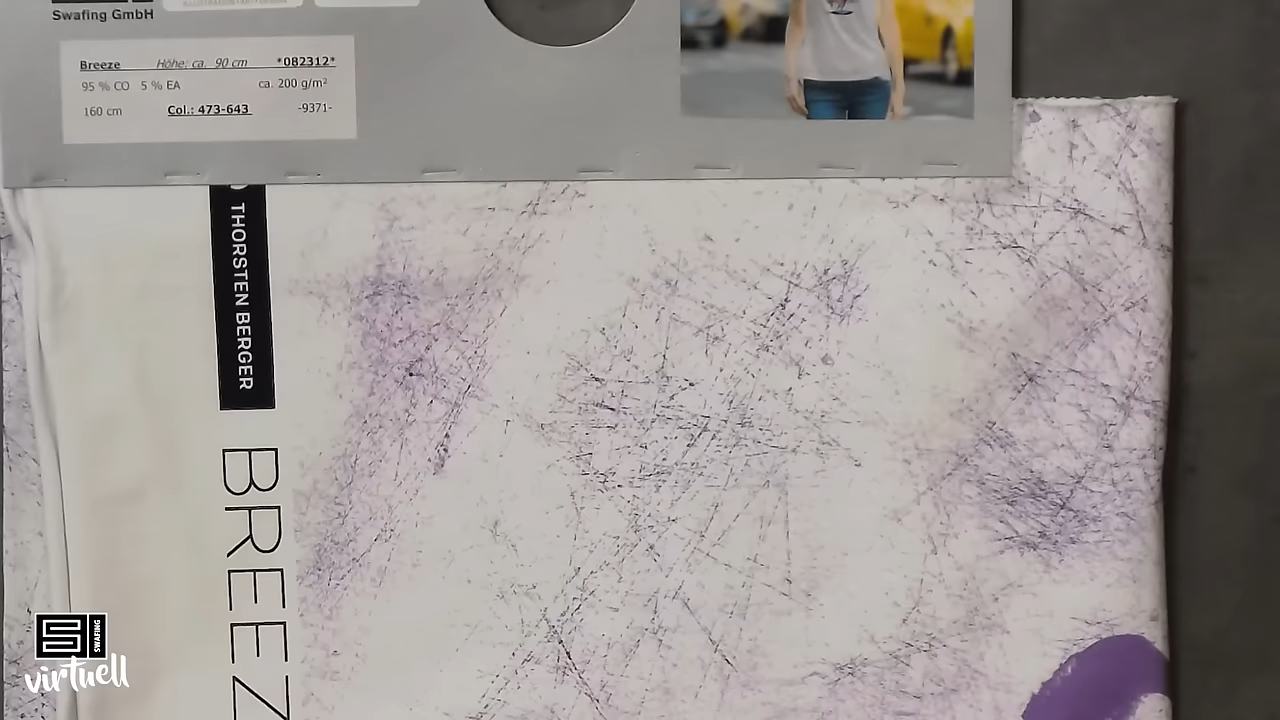 Swafing GmbH
Breeze Höhe: ca. 90 cm *082312*
95 % CO 5 % EA ca. 200 g/m²
160 cm Col.: 473-643 -9371-
THORSTEN BERGER
BREEZ
SWAFING
virtuell